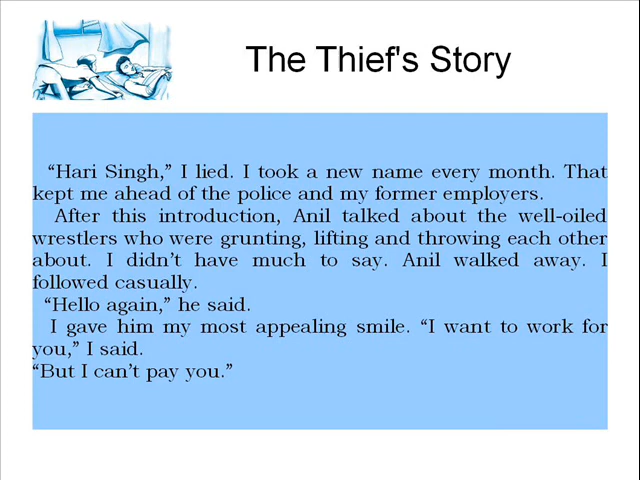 The Thief's Story
“Hari Singh,” I lied. I took a new name every month. That
kept me ahead of the police and my former employers.
After this introduction, Anil talked about the well-oiled
wrestlers who were grunting, lifting and throwing each other
about. I didn’t have much to say. Anil walked away. I
followed casually.
“Hello again,” he said.
I gave him my most appealing smile. “I want to work for
you,” I said.
“But I can’t pay you.”